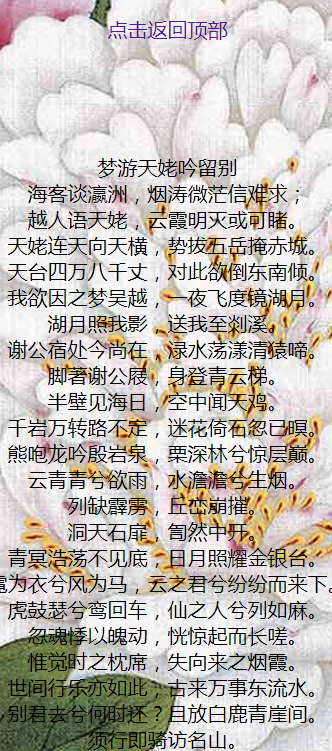 点击返回顶部
梦游天姥吟留别
海客谈瀛洲，烟涛微茫信难求；
越人语天姥，云霞明灭或可睹。
天姥连天向天横，势拔五岳掩赤城。
天台四万八千丈，对此欲倒东南倾。
我欲因之梦吴越，一夜飞度镜湖月。
湖月照我影，送我至剡溪。
谢公宿处今尚在，渌水荡漾清猿啼。
脚著谢公屐，身登青云梯。
半壁见海日，空中闻天鸡。
千岩万转路不定，迷花倚石忽已暝。
熊咆龙吟殷岩泉，栗深林兮惊层巅。
云青青兮欲雨，水澹澹兮生烟。
列缺霹雳，丘峦崩摧。
洞天石扉，訇然中开。
青冥浩荡不见底，日月照耀金银台。
霓为衣兮风为马，云之君兮纷纷而来下。
虎鼓瑟兮鸾回车，仙之人兮列如麻。
忽魂悸以魄动，恍惊起而长嗟。
惟觉时之枕席，失向来之烟霞。
世间行乐亦如此，古来万事东流水。
别君去兮何时还？且放白鹿青崖间。
须行即骑访名山。